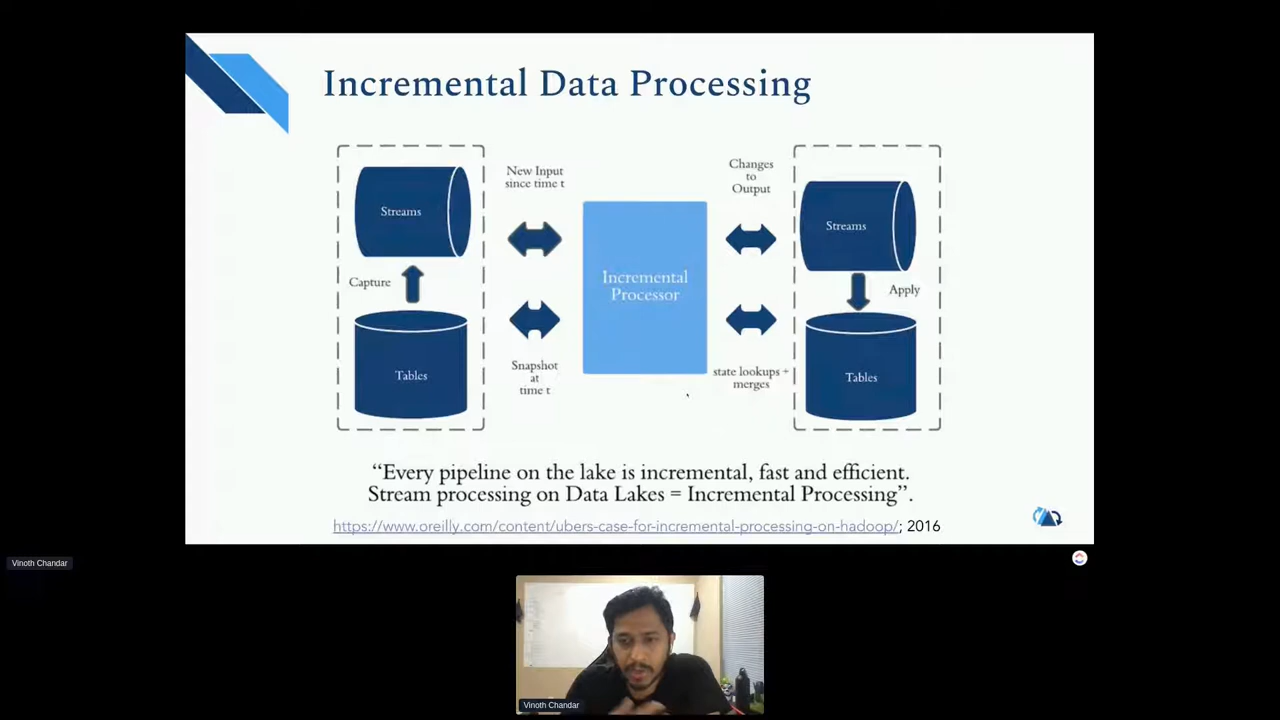 Incremental Data Processing
Streams
Capture
Tables
New Input
since time t
Snapshot
at
time t
Incremental
Processor
Changes
to
Output
state lookups +
merges
Streams
Apply
Tables
“Every pipeline on the lake is incremental, fast and efficient.
Stream processing on Data Lakes = Incremental Processing”.
https://www.oreilly.com/content/ubers-case-for-incremental-processing-on-hadoop/; 2016
Vinoth Chandar
Vinoth Chandar